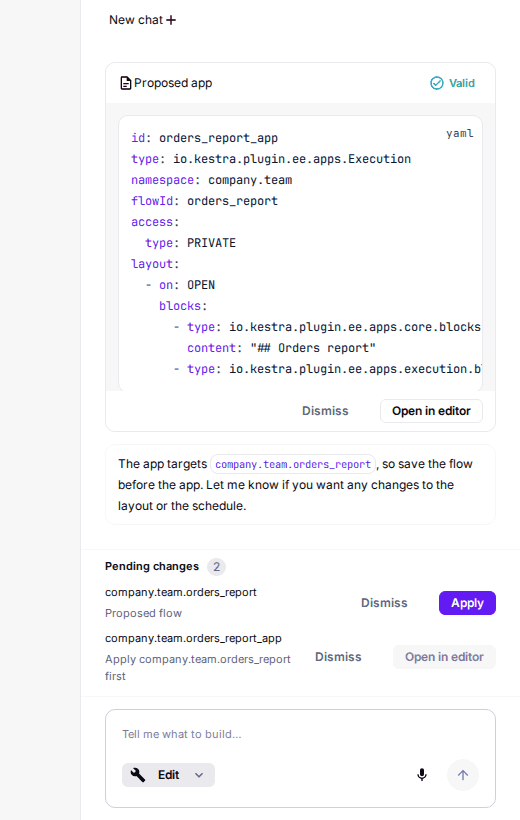 New chat +
Proposed app
Valid
yaml
id: orders_report_app
type: io.kestra.plugin.ee.apps.Execution
namespace: company.team
flowId: orders_report
access:
  type: PRIVATE
layout:
  - on: OPEN
    blocks:
      - type: io.kestra.plugin.ee.apps.core.blocks
        content: "## Orders report"
      - type: io.kestra.plugin.ee.apps.execution.bl
Dismiss
Open in editor
The app targets company.team.orders_report, so save the flow
before the app. Let me know if you want any changes to the
layout or the schedule.
Pending changes 2
company.team.orders_report
Proposed flow
Dismiss
Apply
company.team.orders_report_app
Apply company.team.orders_report
first
Dismiss
Open in editor
Tell me what to build...
Edit